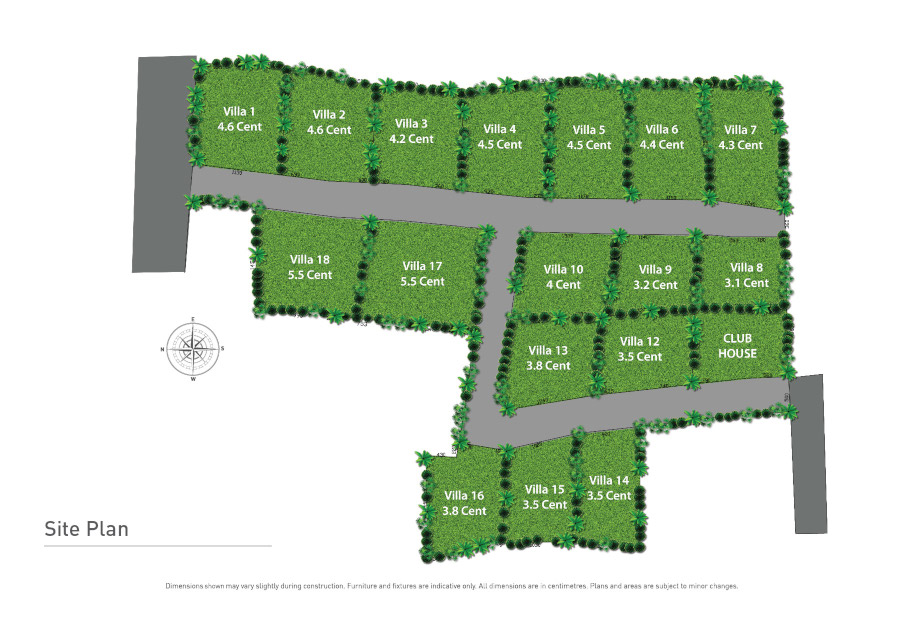 Villa 1
4.6 Cent
Villa 2
4.6 Cent
Villa 3
4.2 Cent
Villa 4
4.5 Cent
Villa 5
4.5 Cent
Villa 6
4.4 Cent
Villa 7
4.3 Cent
Villa 18
5.5 Cent
Villa 17
5.5 Cent
Villa 10
4 Cent
Villa 9
3.2 Cent
Villa 8
3.1 Cent
E
N
S
W
Villa 13
3.8 Cent
Villa 12
3.5 Cent
CLUB
HOUSE
Villa 16
3.8 Cent
Villa 15
3.5 Cent
Villa 14
3.5 Cent
Site Plan
Dimensions shown may vary slightly during construction. Furniture and fixtures are indicative only. All dimensions are in centimetres. Plans and areas are subject to minor changes.